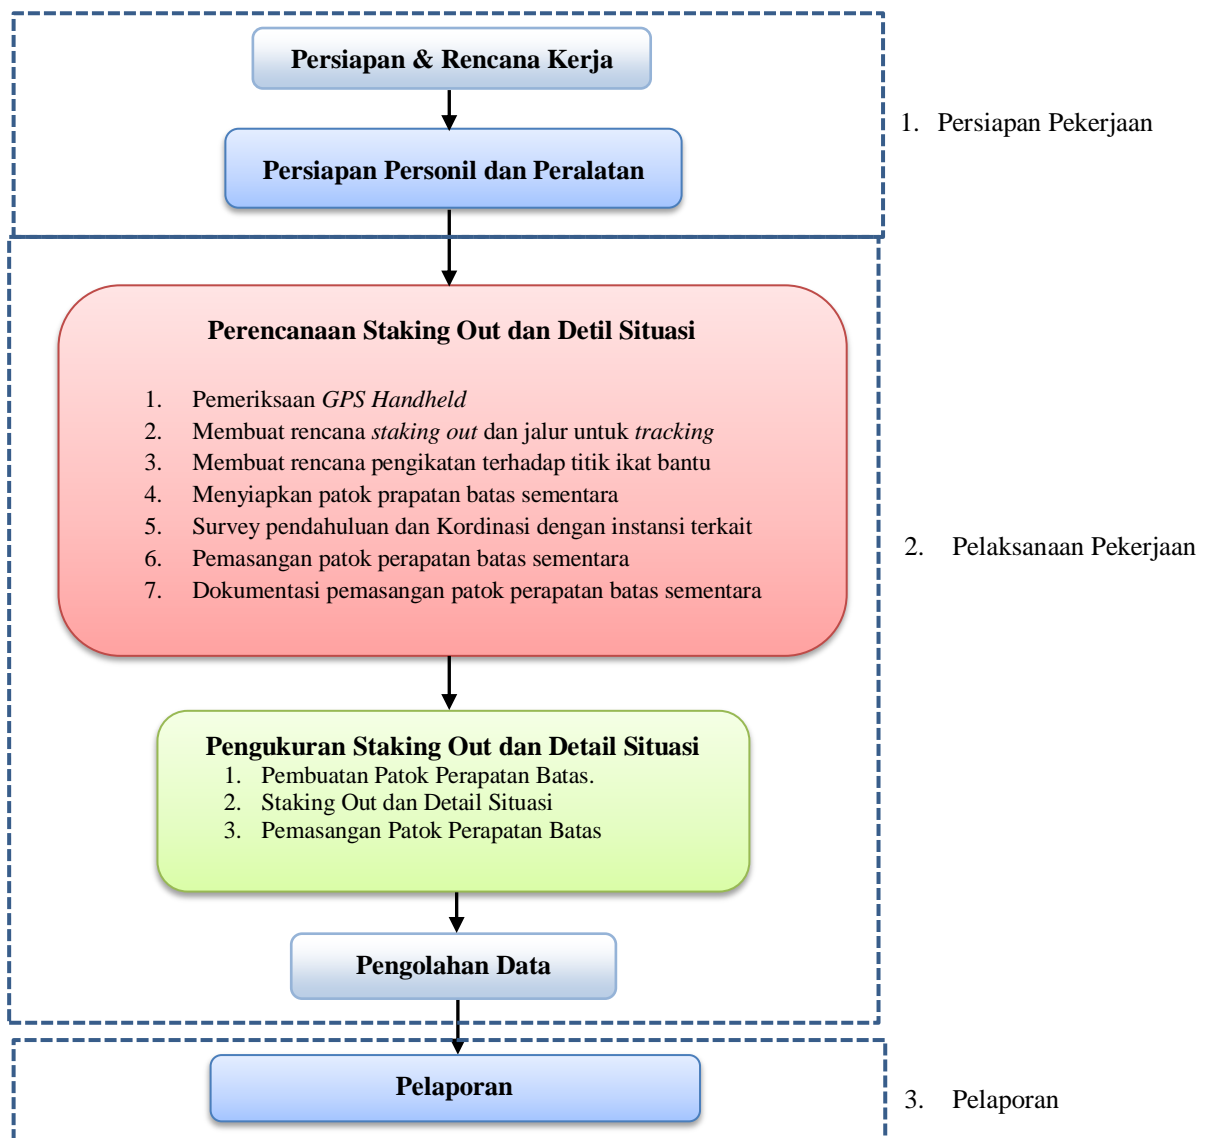 Persiapan & Rencana Kerja
1. Persiapan Pekerjaan
Persiapan Personil dan Peralatan
Perencanaan Staking Out dan Detil Situasi
1. Pemeriksaan GPS Handheld
2. Membuat rencana staking out dan jalur untuk tracking
3. Membuat rencana pengikatan terhadap titik ikat bantu
4. Menyiapkan patok prapatan batas sementara
5. Survey pendahuluan dan Kordinasi dengan instansi terkait
6. Pemasangan patok perapatan batas sementara
7. Dokumentasi pemasangan patok perapatan batas sementara
2. Pelaksanaan Pekerjaan
Pengukuran Staking Out dan Detail Situasi
1. Pembuatan Patok Perapatan Batas.
2. Staking Out dan Detail Situasi
3. Pemasangan Patok Perapatan Batas
Pengolahan Data
Pelaporan
3. Pelaporan